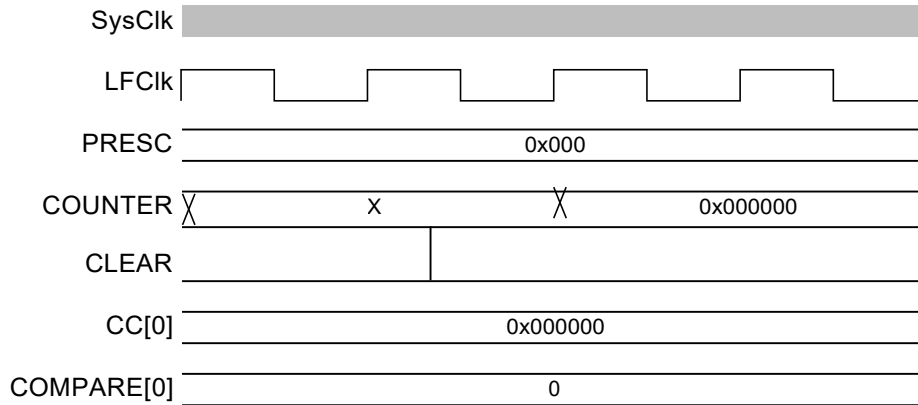 SysClk
LFClk
PRESC 0x000
COUNTER X 0x000000
CLEAR
CC[0] 0x000000
COMPARE[0] 0